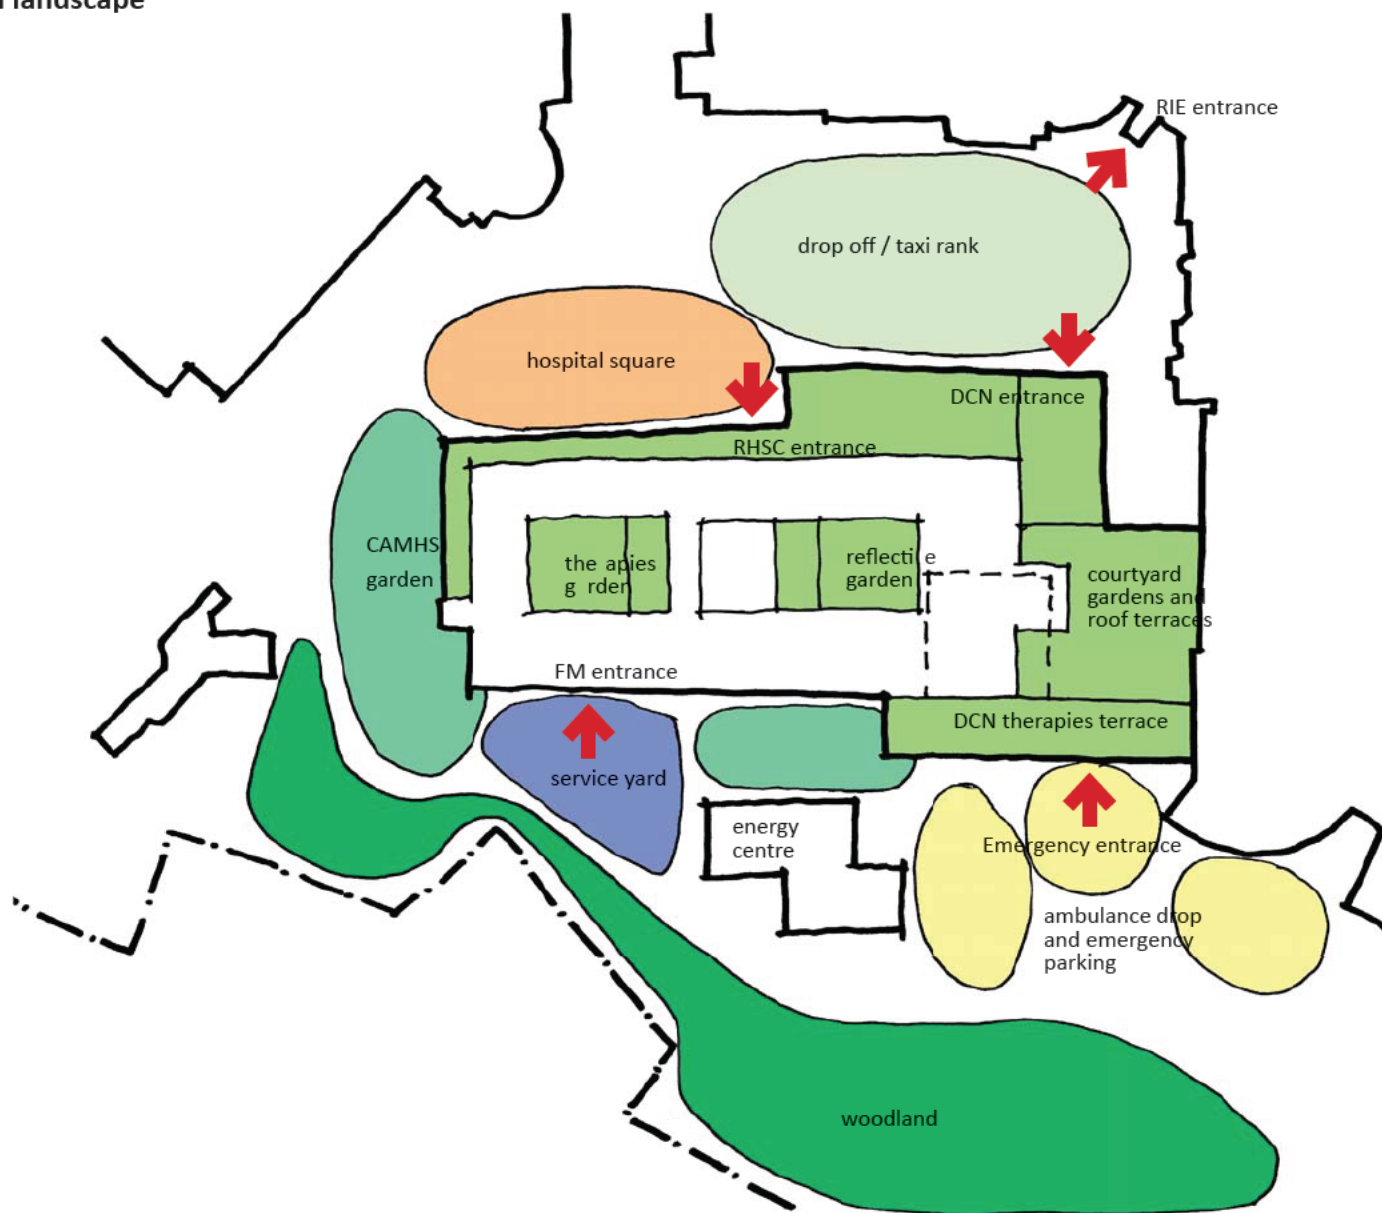 landscape
RIE entrance
drop off / taxi rank
hospital square
DCN entrance
RHSC entrance
CAMHS
garden
the apies
g rden
reflecti e
garden
courtyard
gardens and
roof terraces
FM entrance
DCN therapies terrace
service yard
energy
centre
Emergency entrance
ambulance drop
and emergency
parking
woodland